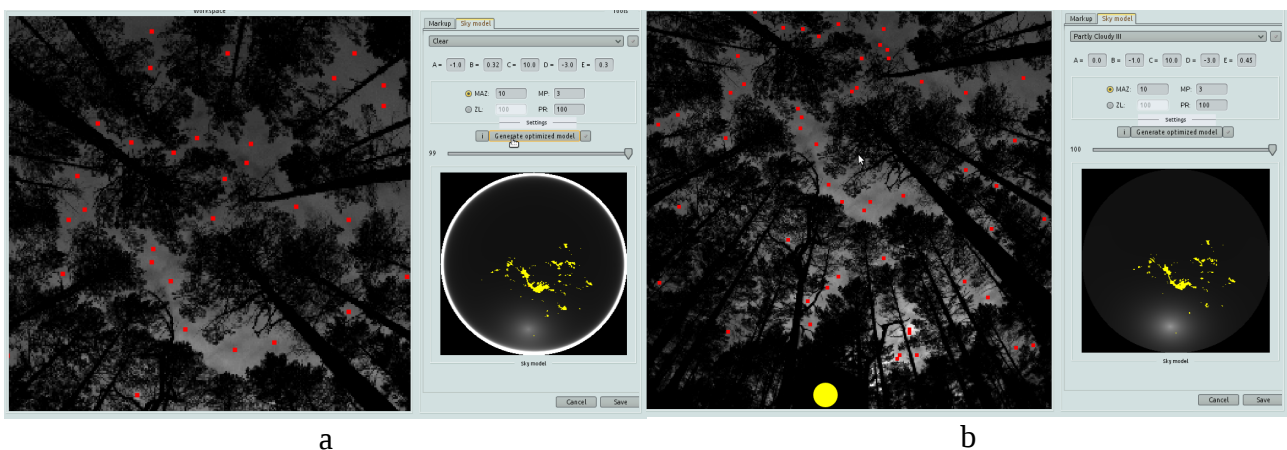 Workspace
Tools
Markup Sky model
Clear
A = -1.0 B = 0.32 C = 10.0 D = -3.0 E = 0.3
MAZ: 10 MP: 3
ZL: 100 PR: 100
Settings
i Generate optimized model
99
Sky model
Cancel Save
a
Markup Sky model
Partly Cloudy III
A = 0.0 B = -1.0 C = 10.0 D = -3.0 E = 0.45
MAZ: 10 MP: 3
ZL: 100 PR: 100
Settings
i Generate optimized model
100
Sky model
Cancel Save
b